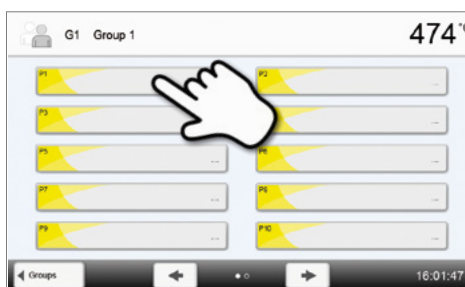 G1 Group 1 474°
P1 P2 ...
P3
P5 ... P6 ...
P7 ... P8 ...
P9 ... P10 ...
Groups 16:01:47